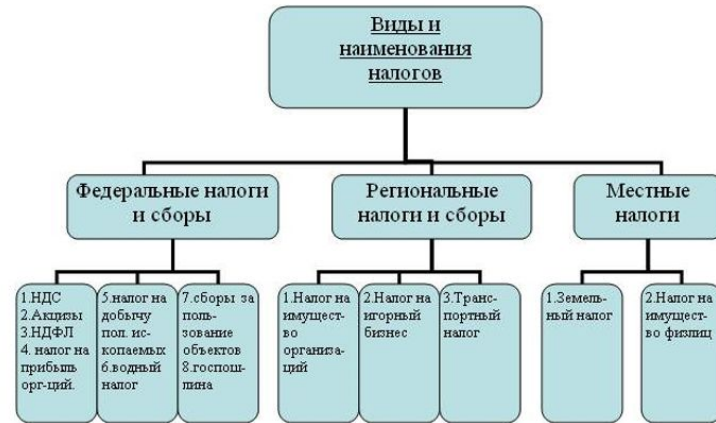 Виды и
наименования
налогов
Федеральные налоги
и сборы
Региональные
налоги и сборы
Местные
налоги
1.НДС
2.Акцизы
3.НДФЛ
4. налог на
прибыль
орг-ций.
5.налог на
добычу
пол. ис-
копаемых
6.водный
налог
7.сборы за
поль-
зование
объектов
8.госпош-
лина
1.Налог на
имущест-
во
организа-
ций
2.Налог на
игорный
бизнес
3.Транс-
портный
налог
1.Земель-
ный налог
2.Налог на
имущест-
во физлиц